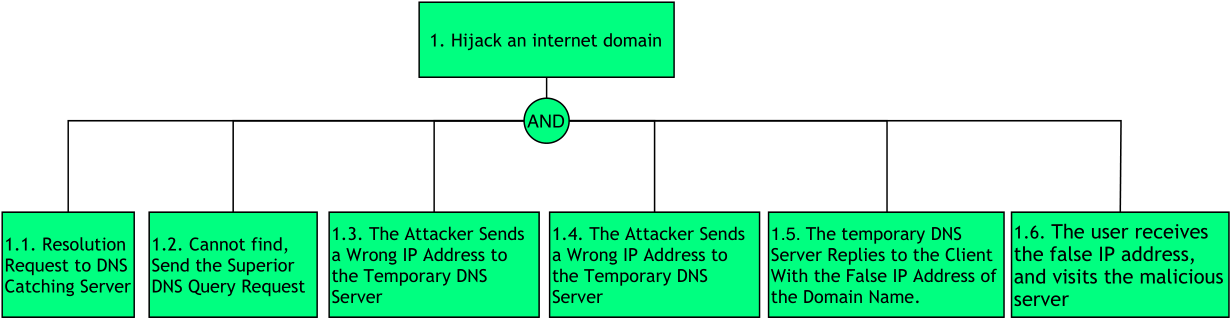 1. Hijack an internet domain
AND
1.1. Resolution
Request to DNS
Catching Server
1.2. Cannot find,
Send the Superior
DNS Query Request
1.3. The Attacker Sends
a Wrong IP Address to
the Temporary DNS
Server
1.4. The Attacker Sends
a Wrong IP Address to
the Temporary DNS
Server
1.5. The temporary DNS
Server Replies to the Client
With the False IP Address of
the Domain Name.
1.6. The user receives
the false IP address,
and visits the malicious
server